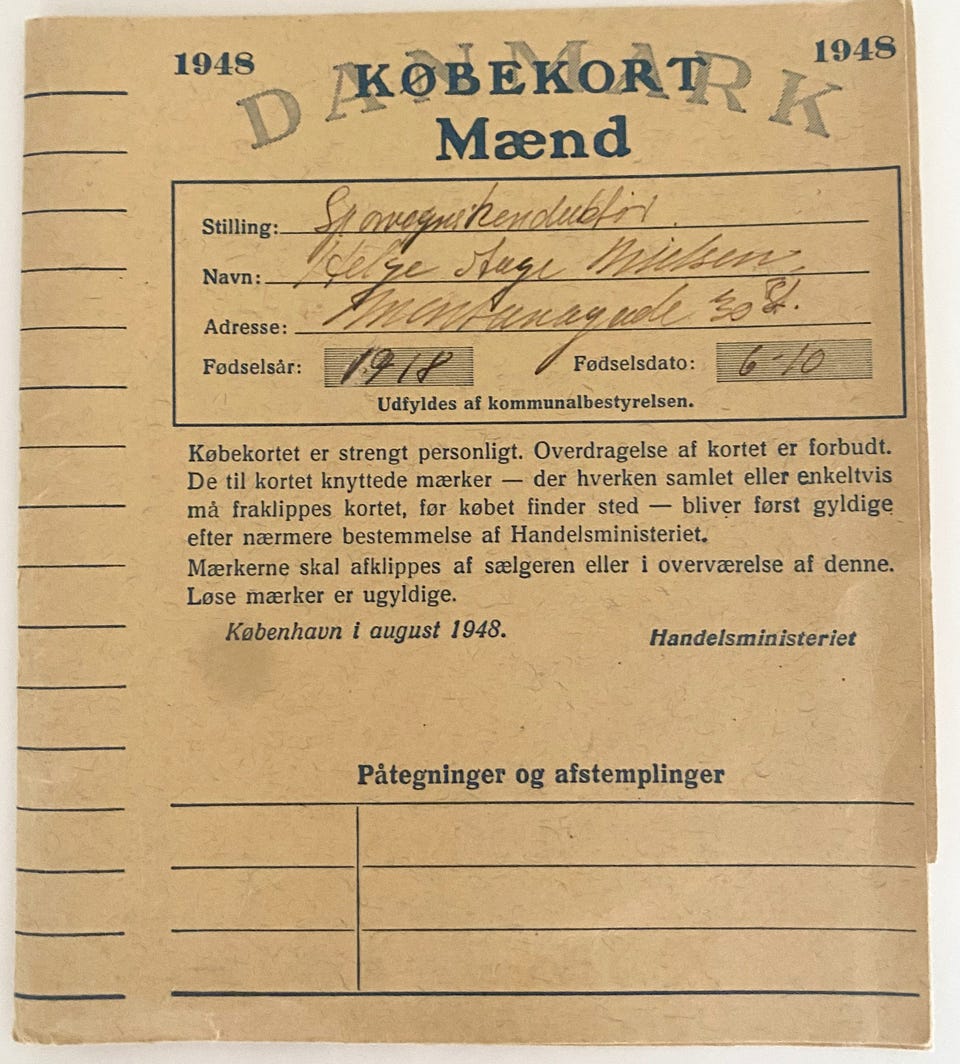 1948 1948
DANMARK
KØBEKORT
Mænd
Stilling: Sporvognskonduktør
Navn: Helge Aage Nielsen
Adresse: 30 St.
Fødselsår: 1918 Fødselsdato: 6-10
Udfyldes af kommunalbestyrelsen.
Købekortet er strengt personligt. Overdragelse af kortet er forbudt.
De til kortet knyttede mærker — der hverken samlet eller enkeltvis
må fraklippes kortet, før købet finder sted — bliver først gyldige
efter nærmere bestemmelse af Handelsministeriet.
Mærkerne skal afklippes af sælgeren eller i overværelse af denne.
Løse mærker er ugyldige.
København i august 1948.
Handelsministeriet
Påtegninger og afstemplinger